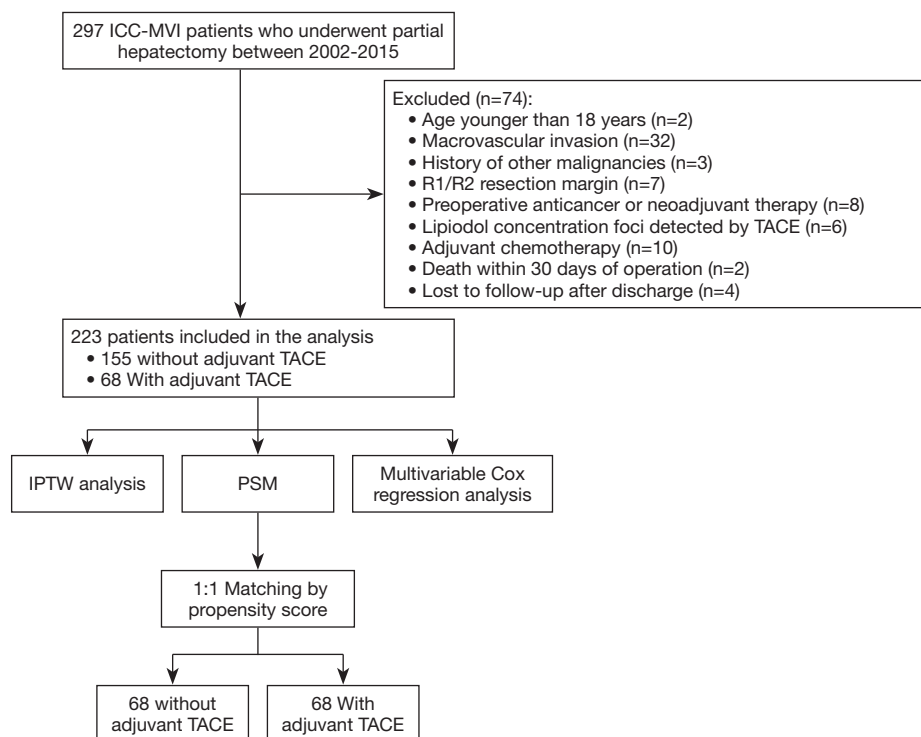 297 ICC-MVI patients who underwent partial
hepatectomy between 2002-2015
Excluded (n=74):
• Age younger than 18 years (n=2)
• Macrovascular invasion (n=32)
• History of other malignancies (n=3)
• R1/R2 resection margin (n=7)
• Preoperative anticancer or neoadjuvant therapy (n=8)
• Lipiodol concentration foci detected by TACE (n=6)
• Adjuvant chemotherapy (n=10)
• Death within 30 days of operation (n=2)
• Lost to follow-up after discharge (n=4)
223 patients included in the analysis
• 155 without adjuvant TACE
• 68 With adjuvant TACE
IPTW analysis
PSM
Multivariable Cox
regression analysis
1:1 Matching by
propensity score
68 without
adjuvant TACE
68 With
adjuvant TACE